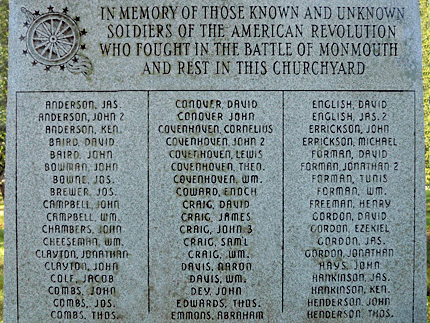 IN MEMORY OF THOSE KNOWN AND UNKNOWN
SOLDIERS OF THE AMERICAN REVOLUTION
WHO FOUGHT IN THE BATTLE OF MONMOUTH
AND REST IN THIS CHURCHYARD
ANDERSON, JAS.
ANDERSON, JOHN 2
ANDERSON, KEN.
BAIRD, DAVID
BAIRD, JOHN
BOWMAN, JOHN
BOWNE, JOS.
BREWER, JOS.
CAMPBELL, JOHN
CAMPBELL, WM.
CHAMBERS, JOHN
CHEESEMAN, WM.
CLAYTON, JONATHAN
CLAYTON, JOHN
COLE, JACOB
COMBS, JOHN
COMBS, JOS.
COMBS, THOS.
CONOVER, DAVID
CONOVER JOHN
COVENHOVEN, CORNELIUS
COVENHOVEN, JOHN 2
COVENHOVEN, LEWIS
COVENHOVEN, THEO.
COVENHOVEN, WM.
COWARD, ENOCH
CRAIG, DAVID
CRAIG, JAMES
CRAIG, JOHN 3
CRAIG, SAM'L
CRAIG, WM.
DAVIS, AARON
DAVIS, WM.
DEY, JOHN
EDWARDS, THOS.
EMMONS, ABRAHAM
ENGLISH, DAVID
ENGLISH, JAS. 2
ERRICKSON, JOHN
ERRICKSON, MICHAEL
FORMAN, DAVID
FORMAN, JONATHAN 2
FORMAN, TUNIS
FORMAN, WM.
FREEMAN, HENRY
GORDON, DAVID
GORDON, EZEKIEL
GORDON, JAS.
GORDON, JONATHAN
HAYS, JOHN
HANKINSON, JAS.
HANKINSON, KEN.
HENDERSON JOHN
HENDERSON, THOS.